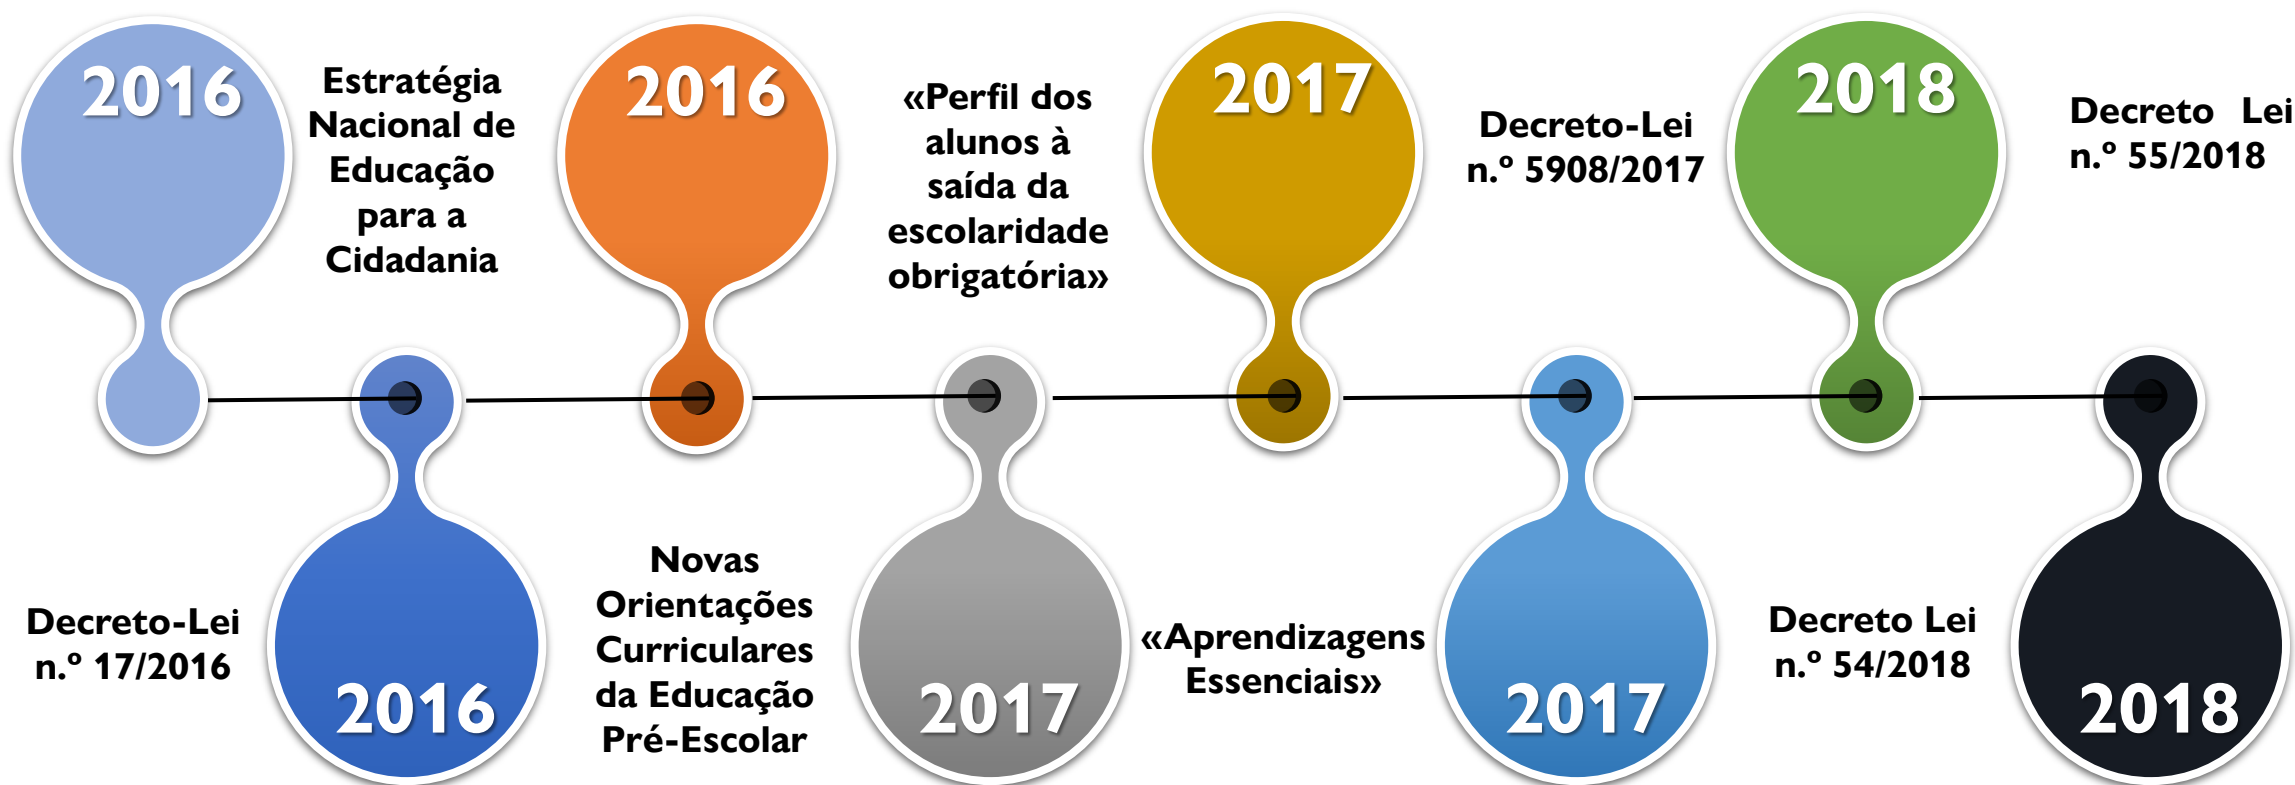 2016
Decreto-Lei
n.º 17/2016
Estratégia
Nacional de
Educação
para a
Cidadania
2016
2016
Novas
Orientações
Curriculares
da Educação
Pré-Escolar
«Perfil dos
alunos à
saída da
escolaridade
obrigatória»
2017
2017
«Aprendizagens
Essenciais»
Decreto-Lei
n.º 5908/2017
2017
2018
Decreto Lei
n.º 54/2018
Decreto Lei
n.º 55/2018
2018